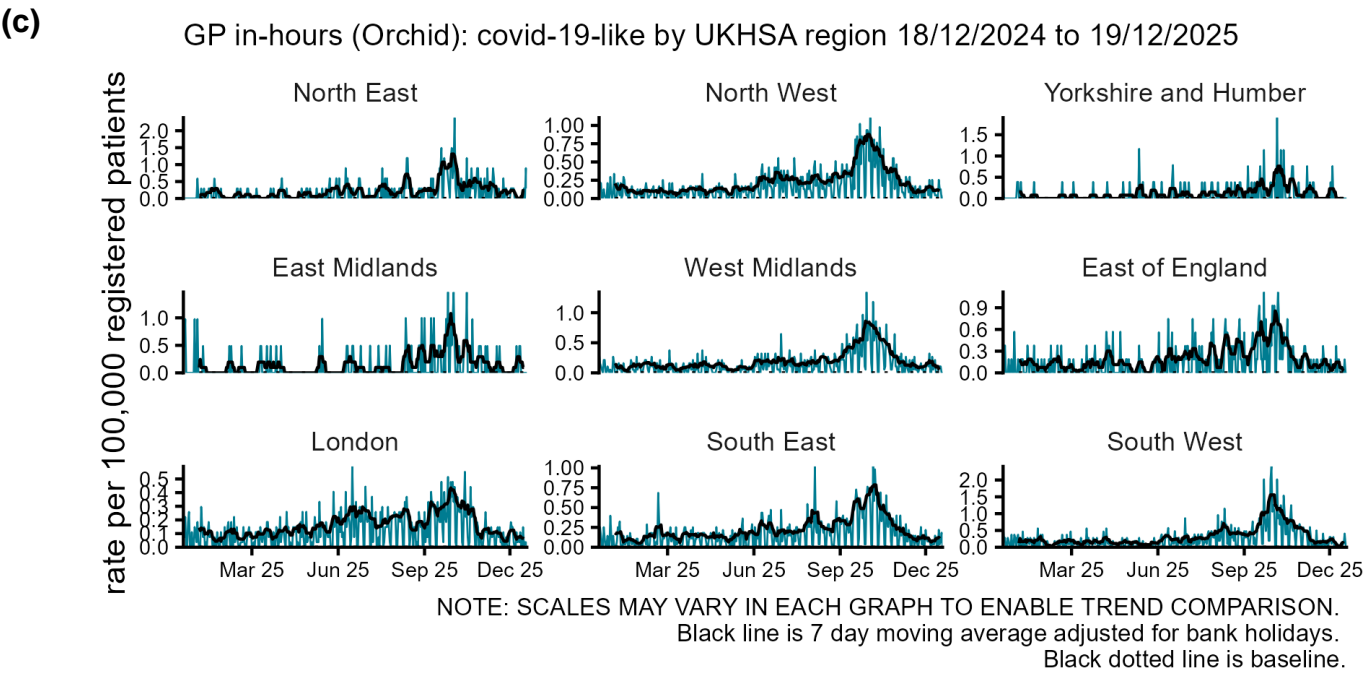 (c)
GP in-hours (Orchid): covid-19-like by UKHSA region 18/12/2024 to 19/12/2025
rate per 100,000 registered patients
North East
2.0
1.5
1.0
0.5
0.0
North West
1.00
0.75
0.50
0.25
0.00
Yorkshire and Humber
1.5
1.0
0.5
0.0
East Midlands
1.0
0.5
0.0
West Midlands
1.0
0.5
0.0
East of England
0.9
0.6
0.3
0.0
London
0.5
0.4
0.3
0.2
0.1
0.0
Mar 25 Jun 25 Sep 25 Dec 25
South East
1.00
0.75
0.50
0.25
0.00
Mar 25 Jun 25 Sep 25 Dec 25
South West
2.0
1.5
1.0
0.5
0.0
Mar 25 Jun 25 Sep 25 Dec 25
NOTE: SCALES MAY VARY IN EACH GRAPH TO ENABLE TREND COMPARISON.
Black line is 7 day moving average adjusted for bank holidays.
Black dotted line is baseline.